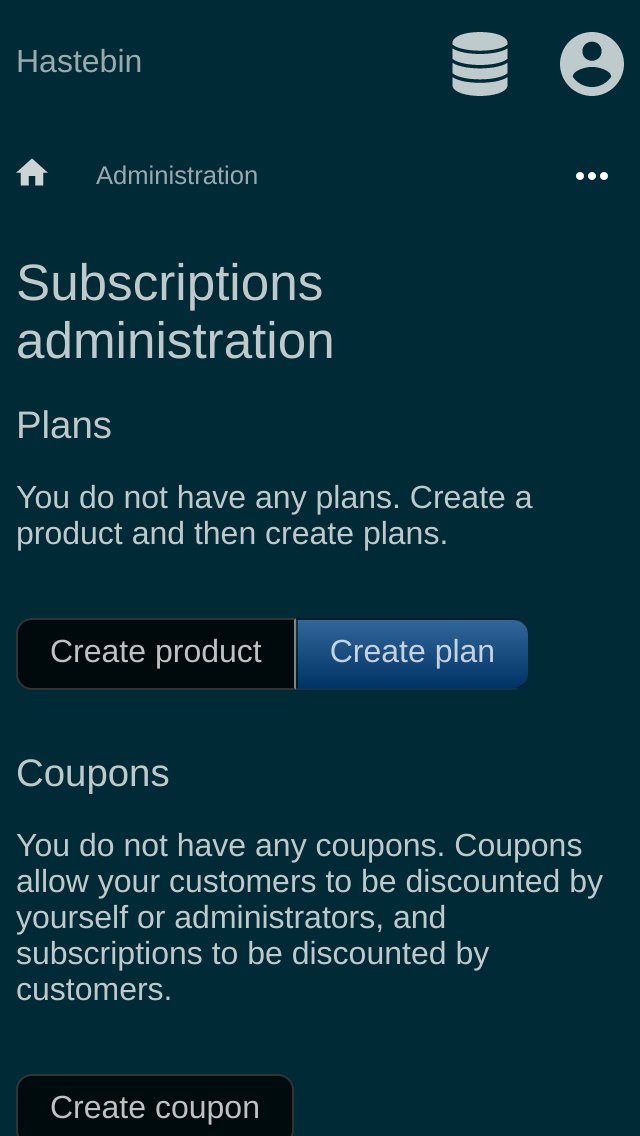 Hastebin
Administration
Subscriptions
administration
Plans
You do not have any plans. Create a
product and then create plans.
Create product
Create plan
Coupons
You do not have any coupons. Coupons
allow your customers to be discounted by
yourself or administrators, and
subscriptions to be discounted by
customers.
Create coupon